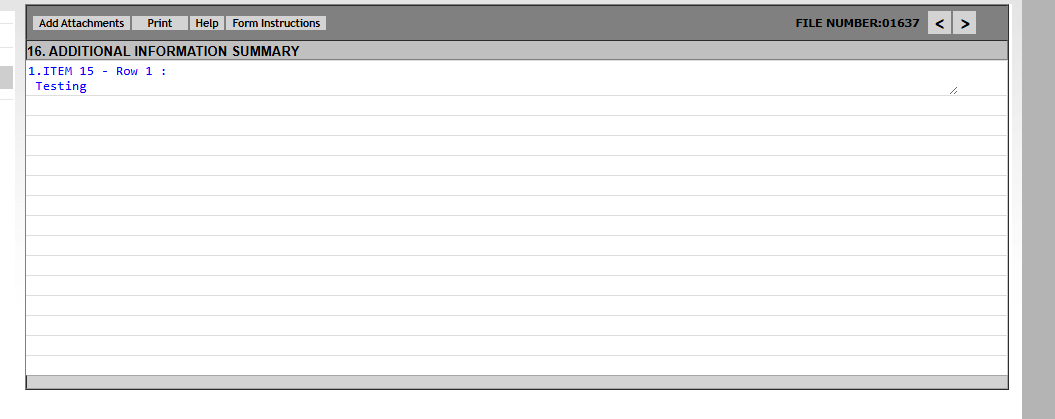 Add Attachments Print Help Form Instructions FILE NUMBER:01637 < >
16. ADDITIONAL INFORMATION SUMMARY
1.ITEM 15 - Row 1 :
Testing